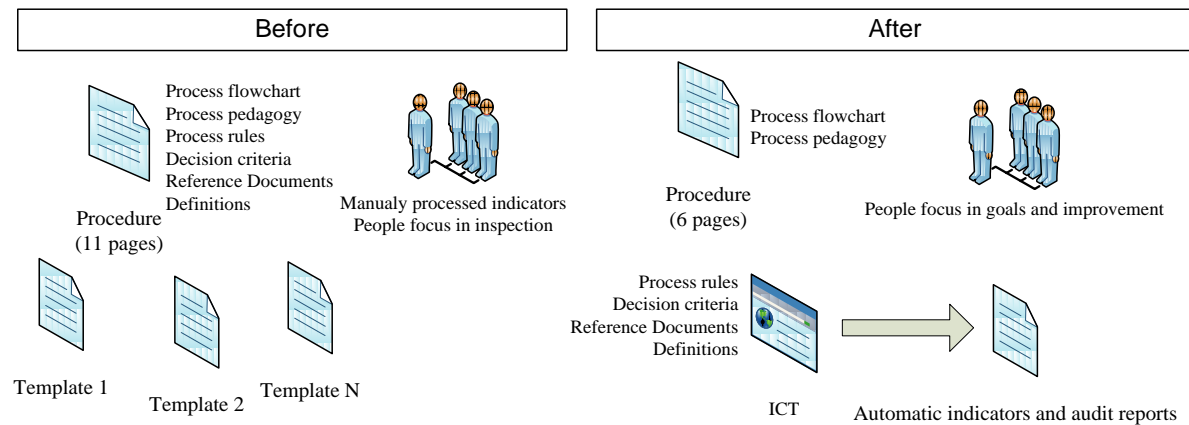 Before
Process flowchart
Process pedagogy
Process rules
Decision criteria
Reference Documents
Definitions
Procedure
(11 pages)
Manualy processed indicators
People focus in inspection
Template 1
Template 2
Template N
After
Process flowchart
Process pedagogy
Procedure
(6 pages)
People focus in goals and improvement
Process rules
Decision criteria
Reference Documents
Definitions
ICT
Automatic indicators and audit reports